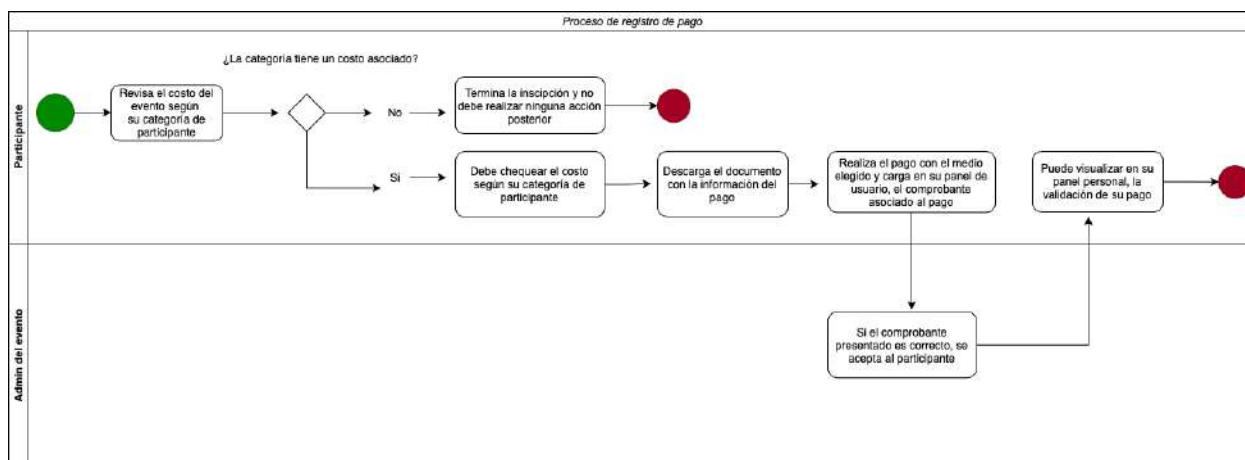 Proceso de registro de pago
Participante
¿La categoría tiene un costo asociado?
Revisa el costo del
evento según
su categoría de
participante
No
Termina la inscipción y no
debe realizar ninguna acción
posterior
Si
Debe chequear el costo
según su categoría de
participante
Descarga el documento
con la información del
pago
Realiza el pago con el medio
elegido y carga en su panel de
usuario, el comprobante
asociado al pago
Puede visualizar en su
panel personal, la
validación de su pago
Admin del evento
Si el comprobante
presentado es correcto, se
acepta al participante